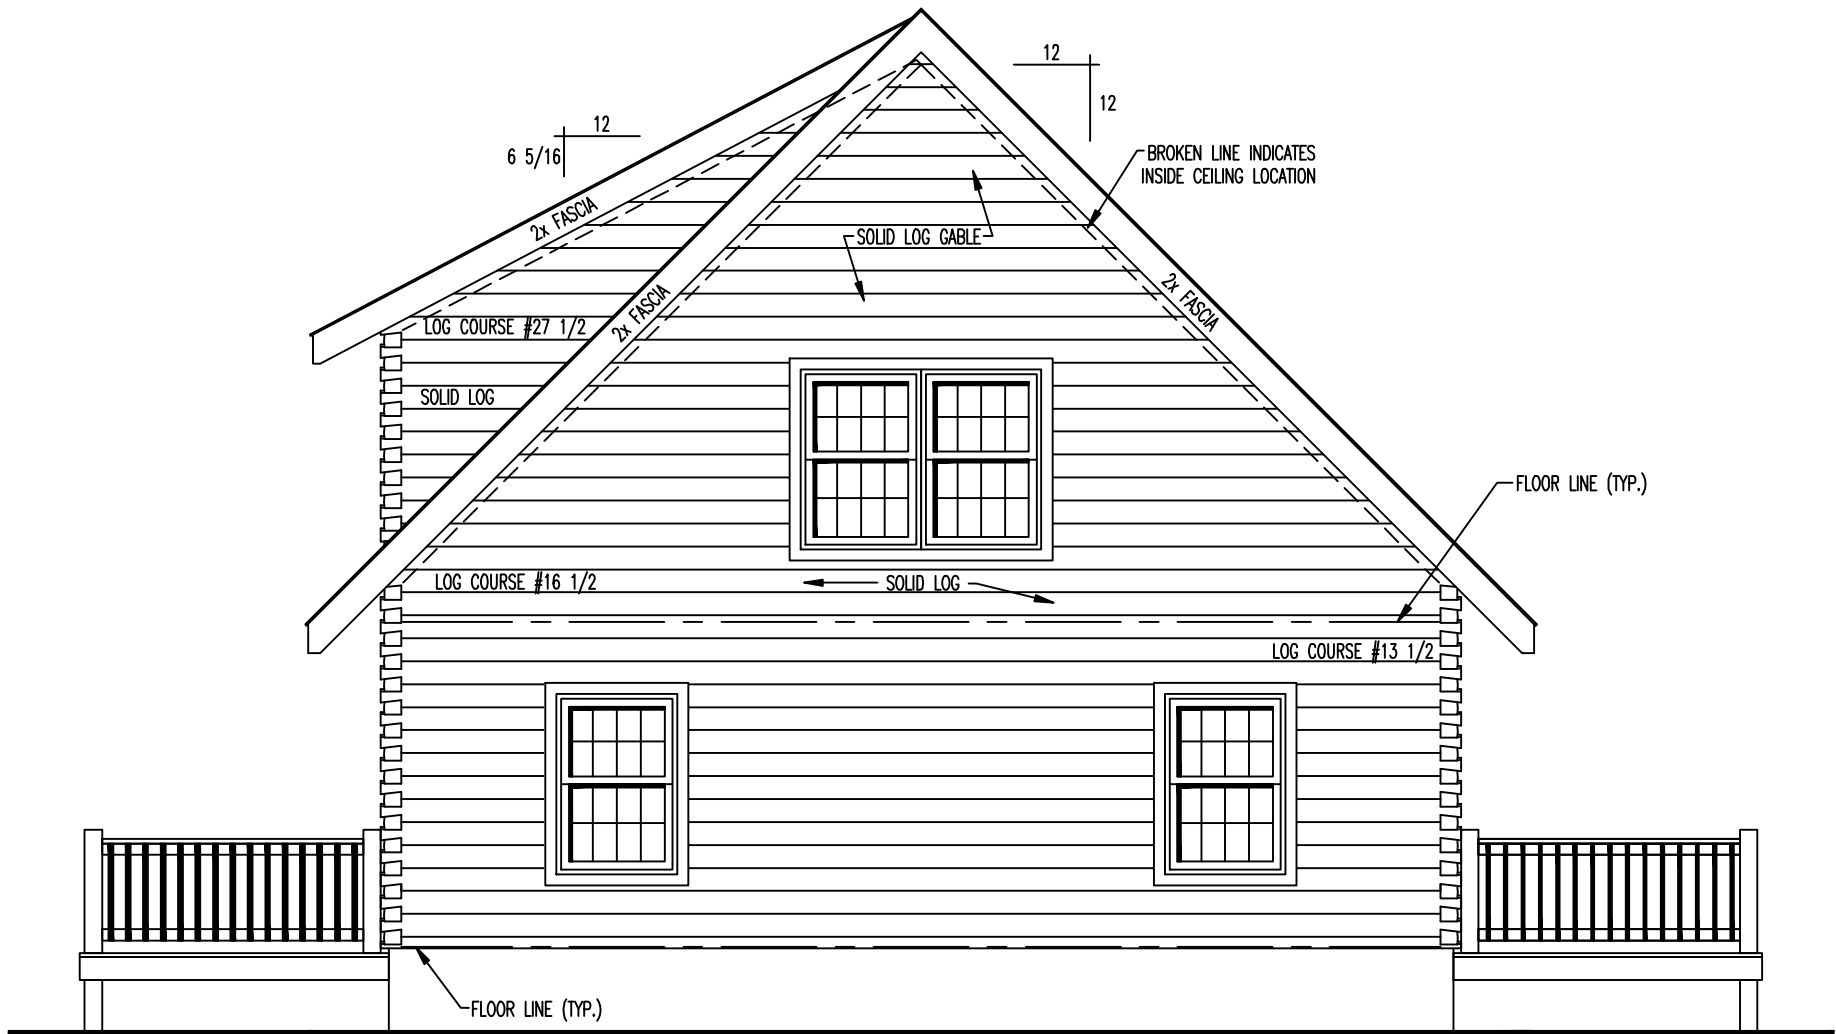 12
12
12
6 5/16
BROKEN LINE INDICATES
INSIDE CEILING LOCATION
2x FASCIA
SOLID LOG GABLE
2x FASCIA
2x FASCIA
LOG COURSE #27 1/2
SOLID LOG
FLOOR LINE (TYP.)
LOG COURSE #16 1/2
SOLID LOG
LOG COURSE #13 1/2
FLOOR LINE (TYP.)